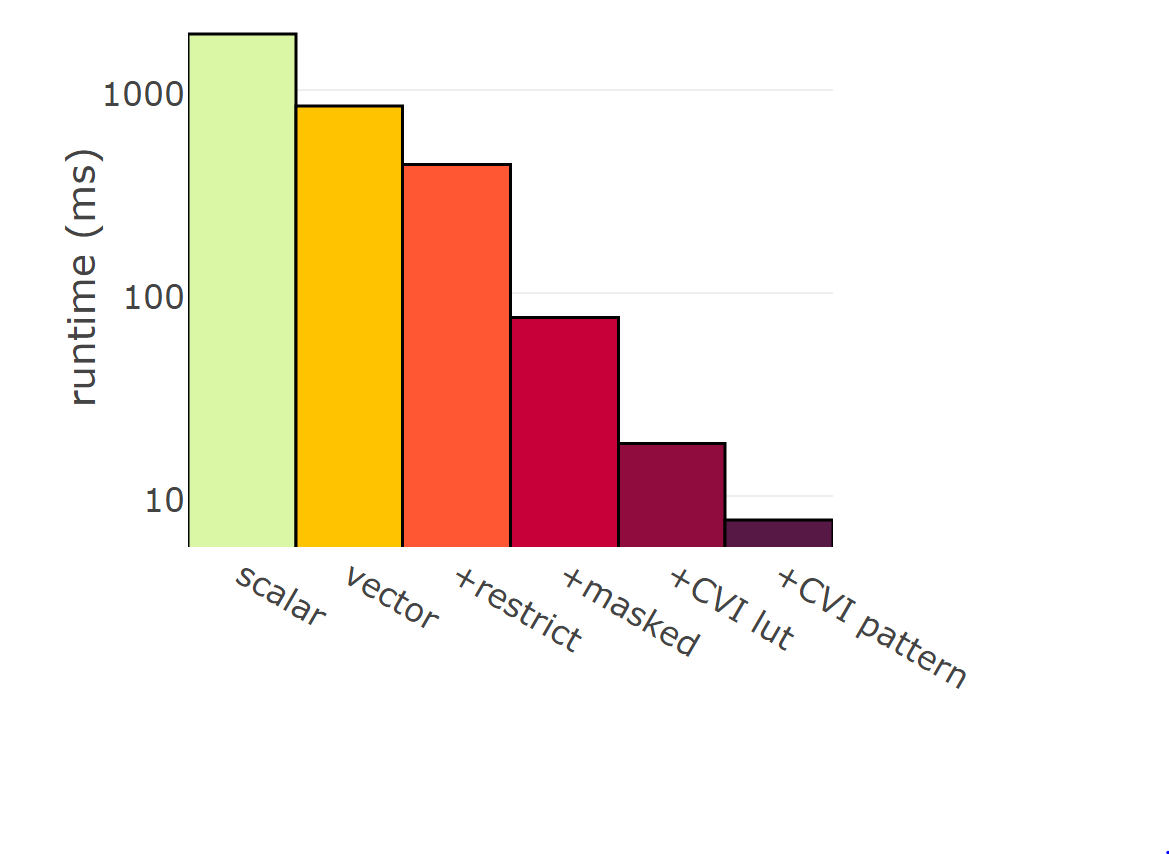 runtime (ms)
1000
100
10
scalar
vector
+restrict
+masked
+CVI lut
+CVI pattern